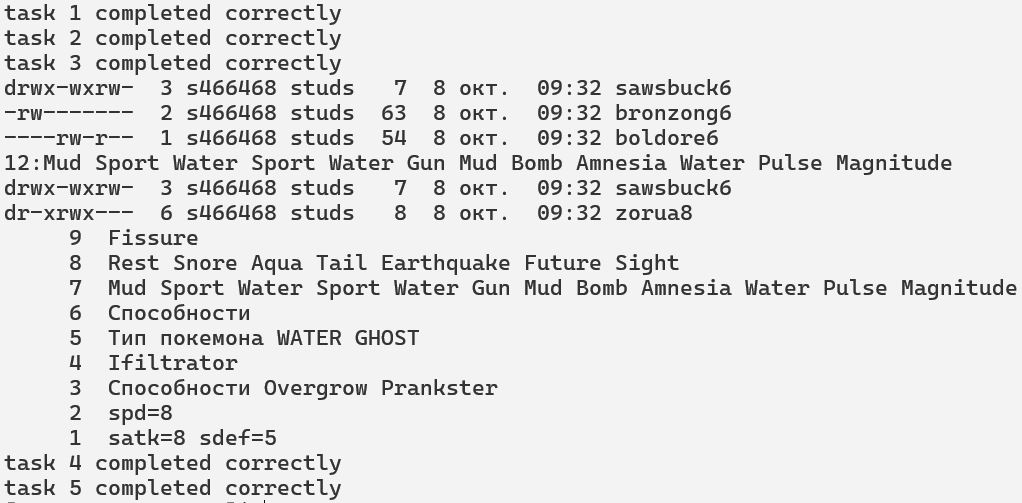 task 1 completed correctly
task 2 completed correctly
task 3 completed correctly
drwx-wxrw-  3 s466468 studs   7  8 окт.  09:32 sawsbuck6
-rw-------  2 s466468 studs  63  8 окт.  09:32 bronzong6
----rw-r--  1 s466468 studs  54  8 окт.  09:32 boldore6
12:Mud Sport Water Sport Water Gun Mud Bomb Amnesia Water Pulse Magnitude
drwx-wxrw-  3 s466468 studs   7  8 окт.  09:32 sawsbuck6
dr-xrwx---  6 s466468 studs   8  8 окт.  09:32 zorua8
     9  Fissure
     8  Rest Snore Aqua Tail Earthquake Future Sight
     7  Mud Sport Water Sport Water Gun Mud Bomb Amnesia Water Pulse Magnitude
     6  Способности
     5  Тип покемона WATER GHOST
     4  Ifiltrator
     3  Способности Overgrow Prankster
     2  spd=8
     1  satk=8 sdef=5
task 4 completed correctly
task 5 completed correctly